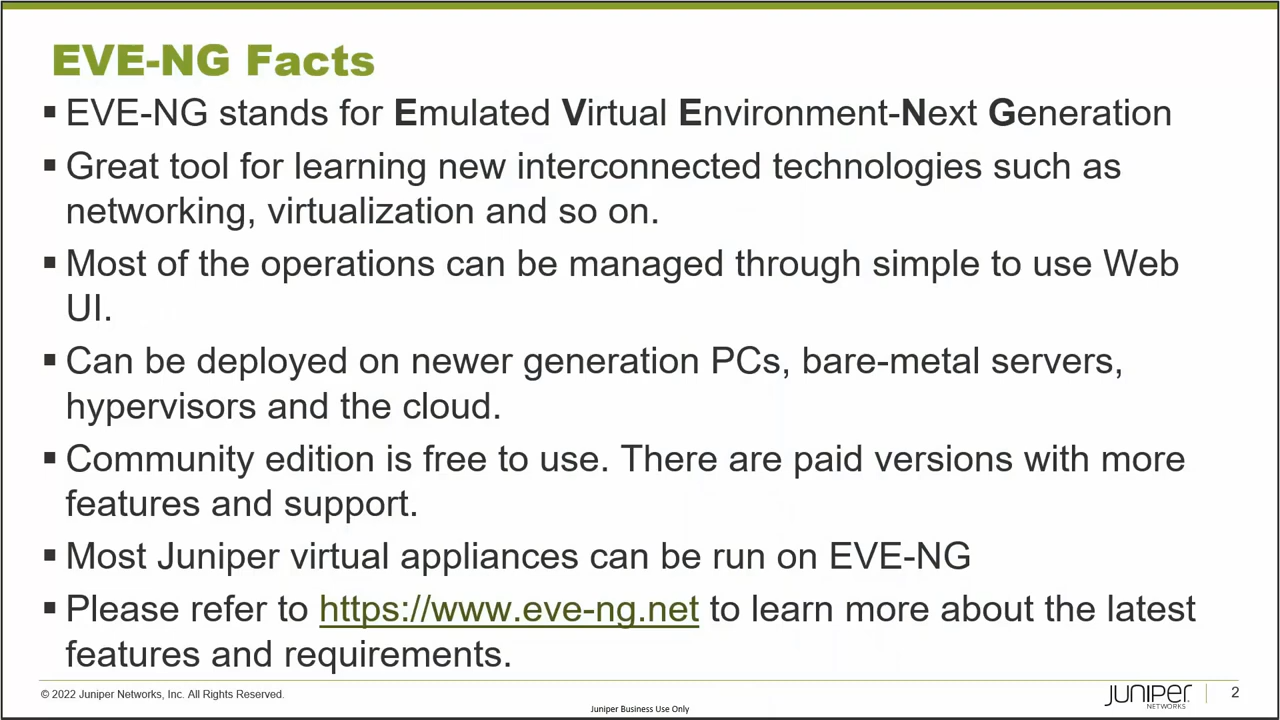 EVE-NG Facts
▪ EVE-NG stands for Emulated Virtual Environment-Next Generation
▪ Great tool for learning new interconnected technologies such as
networking, virtualization and so on.
▪ Most of the operations can be managed through simple to use Web
UI.
▪ Can be deployed on newer generation PCs, bare-metal servers,
hypervisors and the cloud.
▪ Community edition is free to use. There are paid versions with more
features and support.
▪ Most Juniper virtual appliances can be run on EVE-NG
▪ Please refer to https://www.eve-ng.net to learn more about the latest
features and requirements.
© 2022 Juniper Networks, Inc. All Rights Reserved.
Juniper Business Use Only
JUNIPER
NETWORKS
2